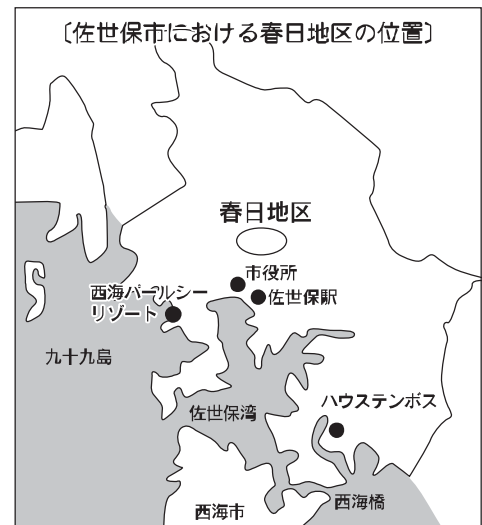 〔佐世保市における春日地区の位置〕
春日地区
市役所
佐世保駅
西海パールシー
リゾート
九十九島
佐世保湾
ハウステンボス
西海橋
西海市